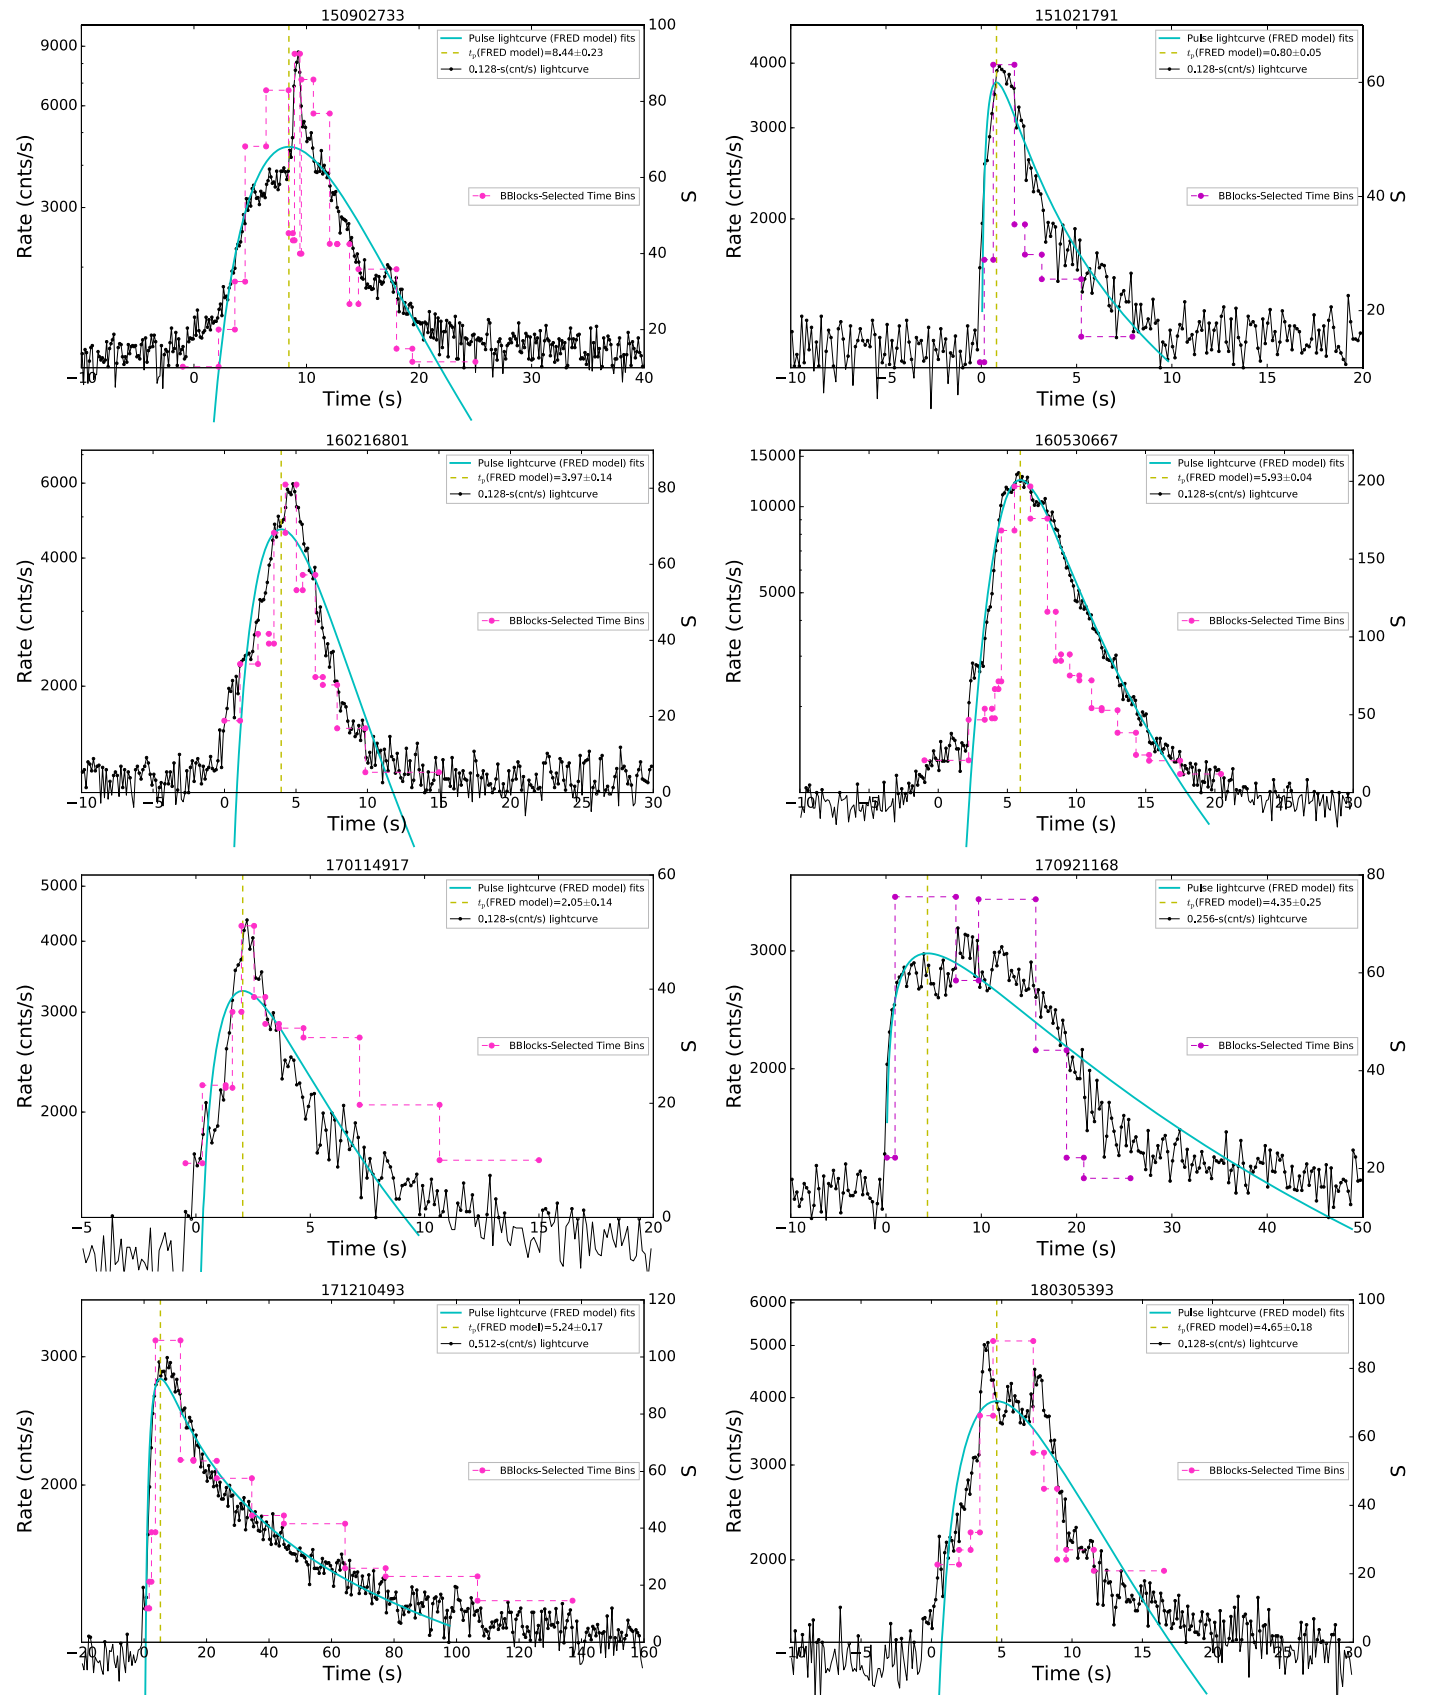 150902733
Pulse lightcurve (FRED model) fits
tp(FRED model)=8.44±0.23
0.128-s(cnt/s) lightcurve
BBlocks-Selected Time Bins
9000
6000
3000
Rate (cnts/s)
100
80
60
40
20
S
−10 0 10 20 30 40
Time (s)
151021791
Pulse lightcurve (FRED model) fits
tp(FRED model)=0.80±0.05
0.128-s(cnt/s) lightcurve
BBlocks-Selected Time Bins
4000
3000
2000
Rate (cnts/s)
60
40
20
S
−10 −5 0 5 10 15 20
Time (s)
160216801
Pulse lightcurve (FRED model) fits
tp(FRED model)=3.97±0.14
0.128-s(cnt/s) lightcurve
BBlocks-Selected Time Bins
6000
4000
2000
Rate (cnts/s)
80
60
40
20
0
S
−10 −5 0 5 10 15 20 25 30
Time (s)
160530667
Pulse lightcurve (FRED model) fits
tp(FRED model)=5.93±0.04
0.128-s(cnt/s) lightcurve
BBlocks-Selected Time Bins
15000
10000
5000
Rate (cnts/s)
200
150
100
50
0
S
−10 −5 0 5 10 15 20 25 30
Time (s)
170114917
Pulse lightcurve (FRED model) fits
tp(FRED model)=2.05±0.14
0.128-s(cnt/s) lightcurve
BBlocks-Selected Time Bins
5000
4000
3000
2000
Rate (cnts/s)
60
40
20
0
S
−5 0 5 10 15 20
Time (s)
170921168
Pulse lightcurve (FRED model) fits
tp(FRED model)=4.35±0.25
0.256-s(cnt/s) lightcurve
BBlocks-Selected Time Bins
3000
2000
Rate (cnts/s)
80
60
40
20
S
−10 0 10 20 30 40 50
Time (s)
171210493
Pulse lightcurve (FRED model) fits
tp(FRED model)=5.24±0.17
0.512-s(cnt/s) lightcurve
BBlocks-Selected Time Bins
3000
2000
Rate (cnts/s)
120
100
80
60
40
20
0
S
−20 0 20 40 60 80 100 120 140 160
Time (s)
180305393
Pulse lightcurve (FRED model) fits
tp(FRED model)=4.65±0.18
0.128-s(cnt/s) lightcurve
BBlocks-Selected Time Bins
6000
5000
4000
3000
2000
Rate (cnts/s)
100
80
60
40
20
0
S
−10 −5 0 5 10 15 20 25 30
Time (s)